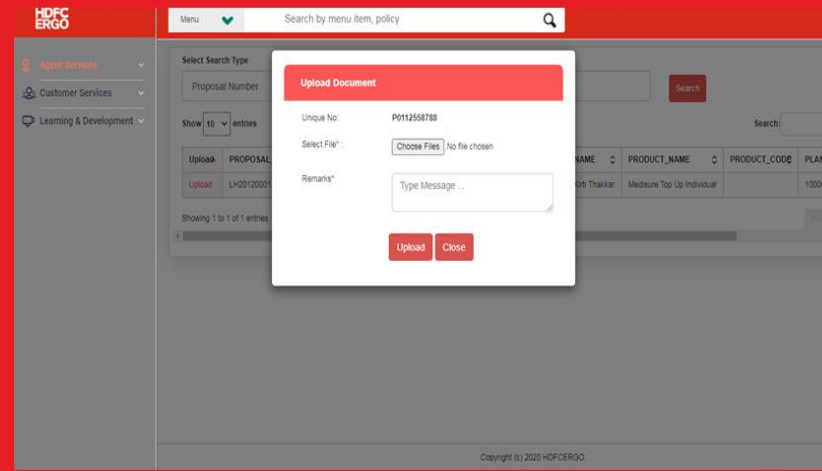 HDFC
ERGO
Menu
Search by menu item, policy
Agent Services
Customer Services
Learning & Development
Select Search Type
Proposal Number
Search
Show 10 entries
Search:
Upload PROPOSAL NAME PRODUCT_NAME PRODUCT_CODE PLAN
Upload LH20120001 Kirti Thakkar Medisure Top Up Individual 1000
Showing 1 to 1 of 1 entries
Upload Document
Unique No: P0112558788
Select File* : Choose Files No file chosen
Remarks* Type Message ...
Upload Close
Copyright (c) 2020 HDFCERGO